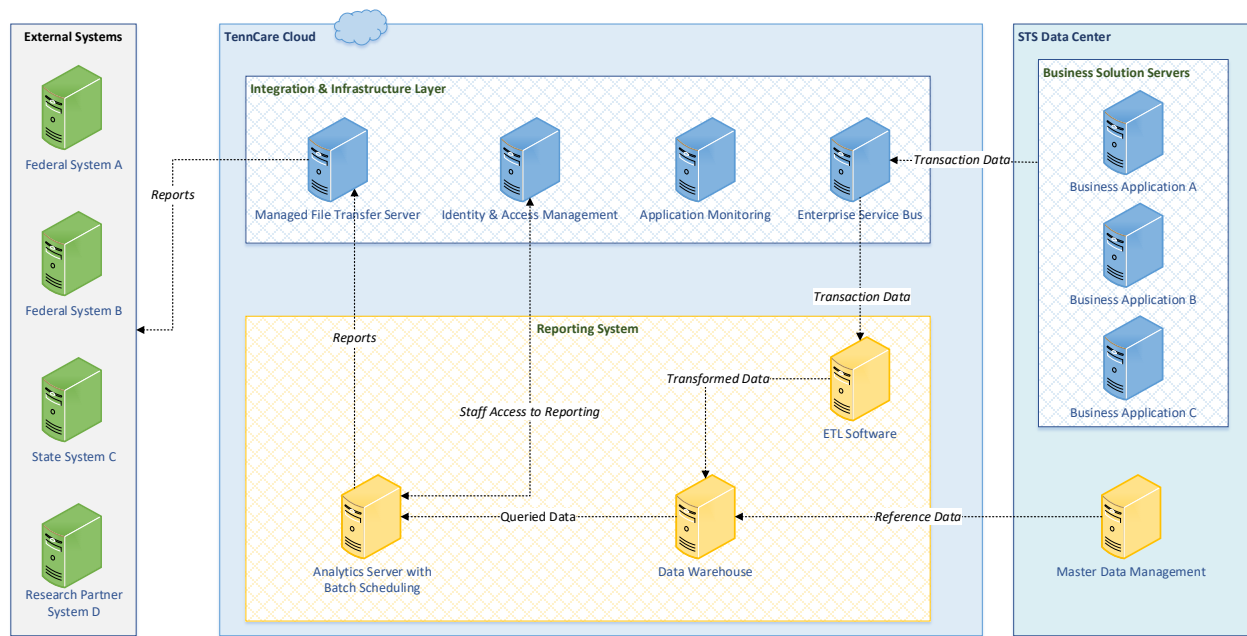 External Systems
Federal System A
Reports
Federal System B
State System C
Research Partner
System D
TennCare Cloud
Integration & Infrastructure Layer
Managed File Transfer Server
Identity & Access Management
Application Monitoring
Enterprise Service Bus
Transaction Data
Transaction Data
Reporting System
Reports
Transformed Data
Staff Access to Reporting
ETL Software
Queried Data
Reference Data
Analytics Server with
Batch Scheduling
Data Warehouse
STS Data Center
Business Solution Servers
Business Application A
Business Application B
Business Application C
Master Data Management